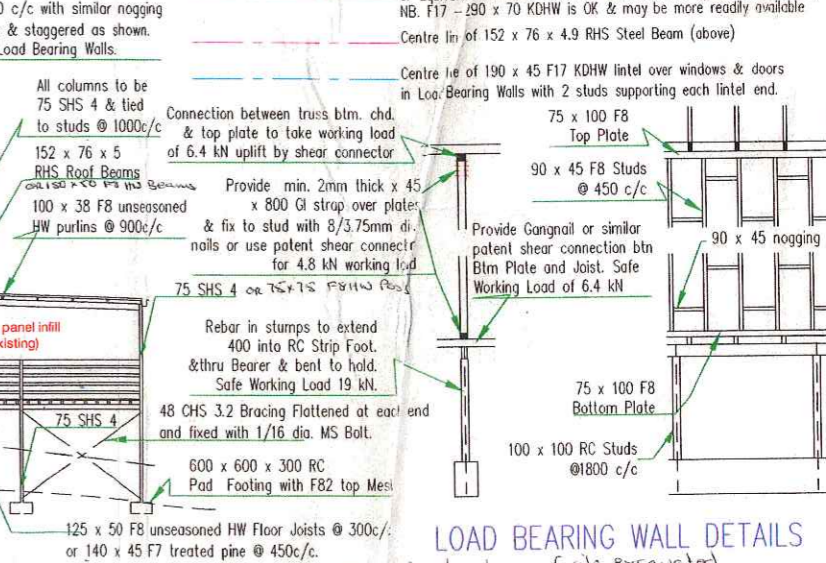 0 c/c with similar nogging
& staggered as shown.
Load Bearing Walls.
NB. F17 - 290 x 70 KDHW is OK & may be more readily available
Centre lin of 152 x 76 x 4.9 RHS Steel Beam (above)
Centre he of 190 x 45 F17 KDHW lintel over windows & doors
in Load Bearing Walls with 2 studs supporting each lintel end.
All columns to be
75 SHS 4 & tied
to studs @ 1000c/c
152 x 76 x 5
RHS Roof Beams
OR 150 x 50 F8 HW Beams
100 x 38 F8 unseasoned
HW purlins @ 900c/c
Connection between truss btm. chd.
& top plate to take working load
of 6.4 kN uplift by shear connector
Provide min. 2mm thick x 45
x 800 GI strap over plates
& fix to stud with 8/3.75mm di.
nails or use patent shear connectr
for 4.8 kN working load
75 SHS 4 OR 75x75 F8HW Posts
panel infill
xisting)
Rebar in stumps to extend
400 into RC Strip Foot.
&thru Bearer & bent to hold.
Safe Working Load 19 kN.
75 SHS 4
48 CHS 3.2 Bracing Flattened at each end
and fixed with 1/16 dia. MS Bolt.
600 x 600 x 300 RC
Pad Footing with F82 top Mesh
125 x 50 F8 unseasoned HW Floor Joists @ 300c/c
or 140 x 45 F7 treated pine @ 450c/c.
75 x 100 F8
Top Plate
90 x 45 F8 Studs
@ 450 c/c
Provide Gangnail or similar
patent shear connection btn
Btm Plate and Joist. Safe
Working Load of 6.4 kN
90 x 45 nogging
75 x 100 F8
Bottom Plate
100 x 100 RC Studs
@1800 c/c
LOAD BEARING WALL DETAILS